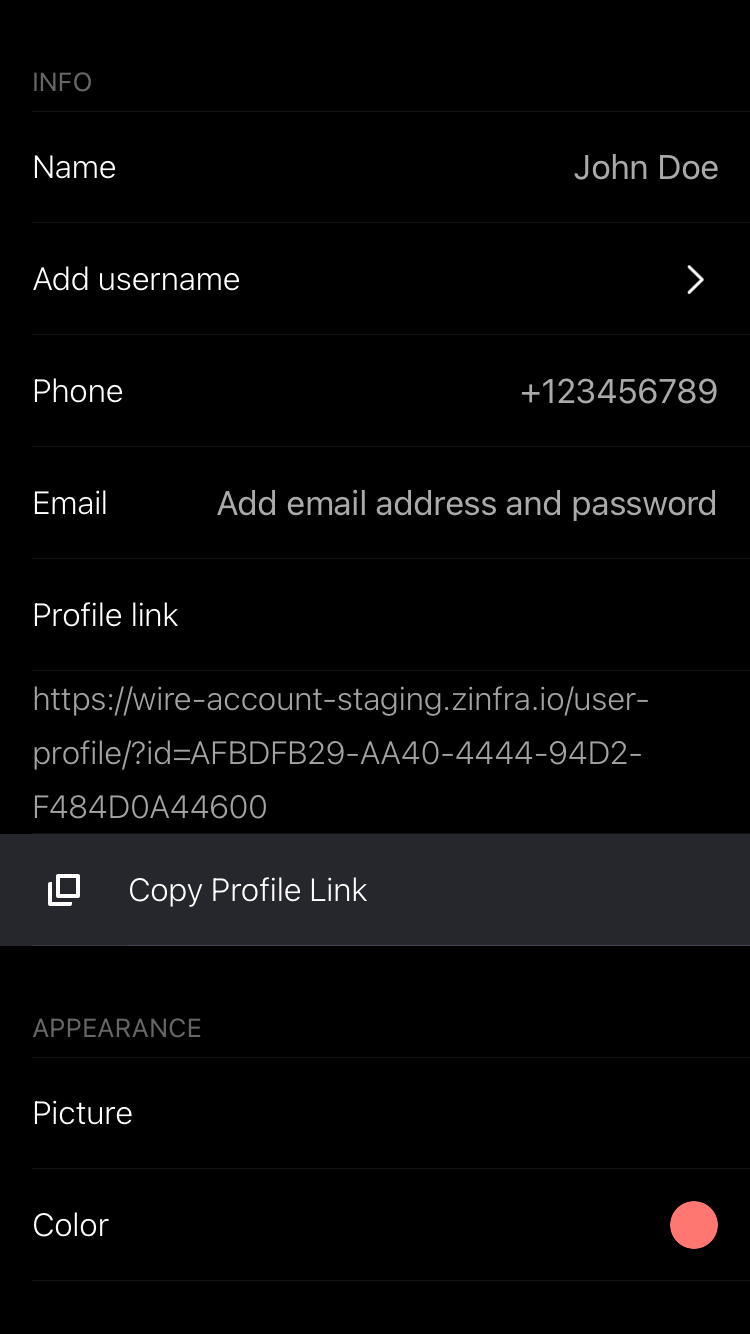 INFO
Name John Doe
Add username
Phone +123456789
Email Add email address and password
Profile link
https://wire-account-staging.zinfra.io/user-
profile/?id=AFBDFB29-AA40-4444-94D2-
F484D0A44600
Copy Profile Link
APPEARANCE
Picture
Color